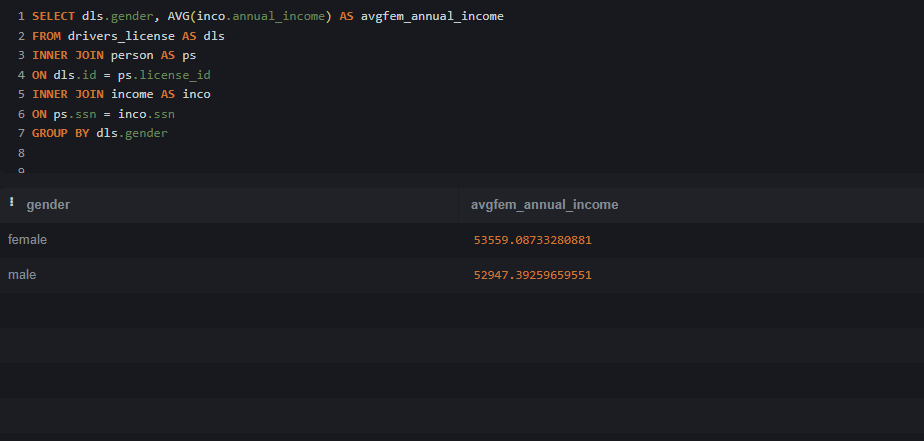 1 SELECT dls.gender, AVG(inco.annual_income) AS avgfem_annual_income
2 FROM drivers_license AS dls
3 INNER JOIN person AS ps
4 ON dls.id = ps.license_id
5 INNER JOIN income AS inco
6 ON ps.ssn = inco.ssn
7 GROUP BY dls.gender
8
9
gender avgfem_annual_income
female 53559.08733280881
male 52947.39259659551